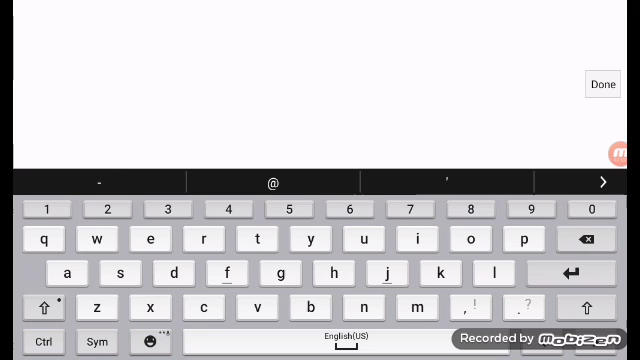 Done
- @ '
1 2 3 4 5 6 7 8 9 0
q w e r t y u i o p
a s d f g h j k l
z x c v b n m , ! . ?
Ctrl Sym English(US)
Recorded by Mobizen